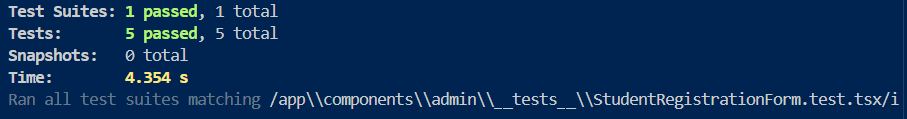 Test Suites: 1 passed, 1 total
Tests:       5 passed, 5 total
Snapshots:   0 total
Time:        4.354 s
Ran all test suites matching /app\\components\\admin\\__tests__\\StudentRegistrationForm.test.tsx/i